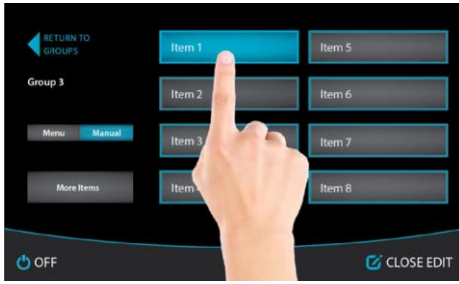 RETURN TO
GROUPS
Group 3
Menu Manual
More Items
Item 1
Item 2
Item 3
Item
Item 5
Item 6
Item 7
Item 8
OFF
CLOSE EDIT